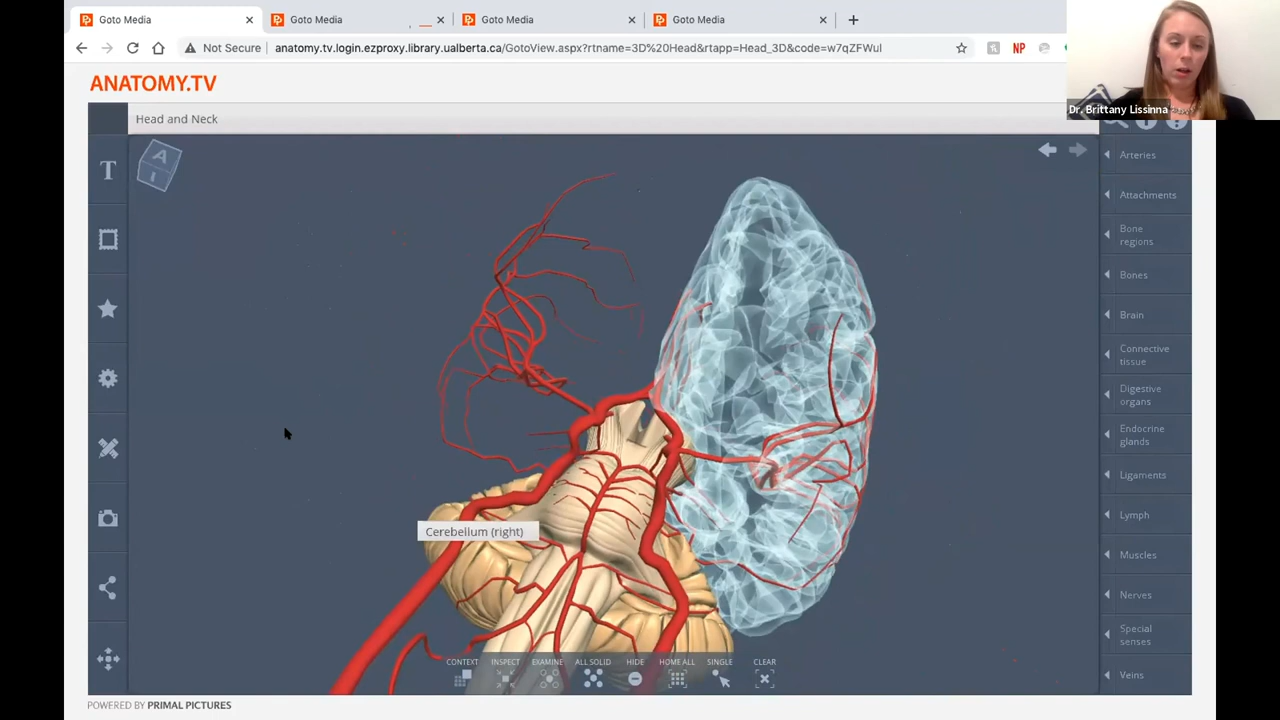 Goto Media
Goto Media
Goto Media
Goto Media
Not Secure
anatomy.tv.login.ezproxy.library.ualberta.ca/GotoView.aspx?rtname=3D%20Head&rtapp=Head_3D&code=w7qZFWul
NP
Dr. Brittany Lissinna
ANATOMY.TV
Head and Neck
A
I
T
Arteries
Attachments
Bone
regions
Bones
Brain
Connective
tissue
Digestive
organs
Endocrine
glands
Ligaments
Lymph
Muscles
Nerves
Special
senses
Veins
Cerebellum (right)
CONTEXT
INSPECT
EXAMINE
ALL SOLID
HIDE
HOME ALL
SINGLE
CLEAR
POWERED BY PRIMAL PICTURES